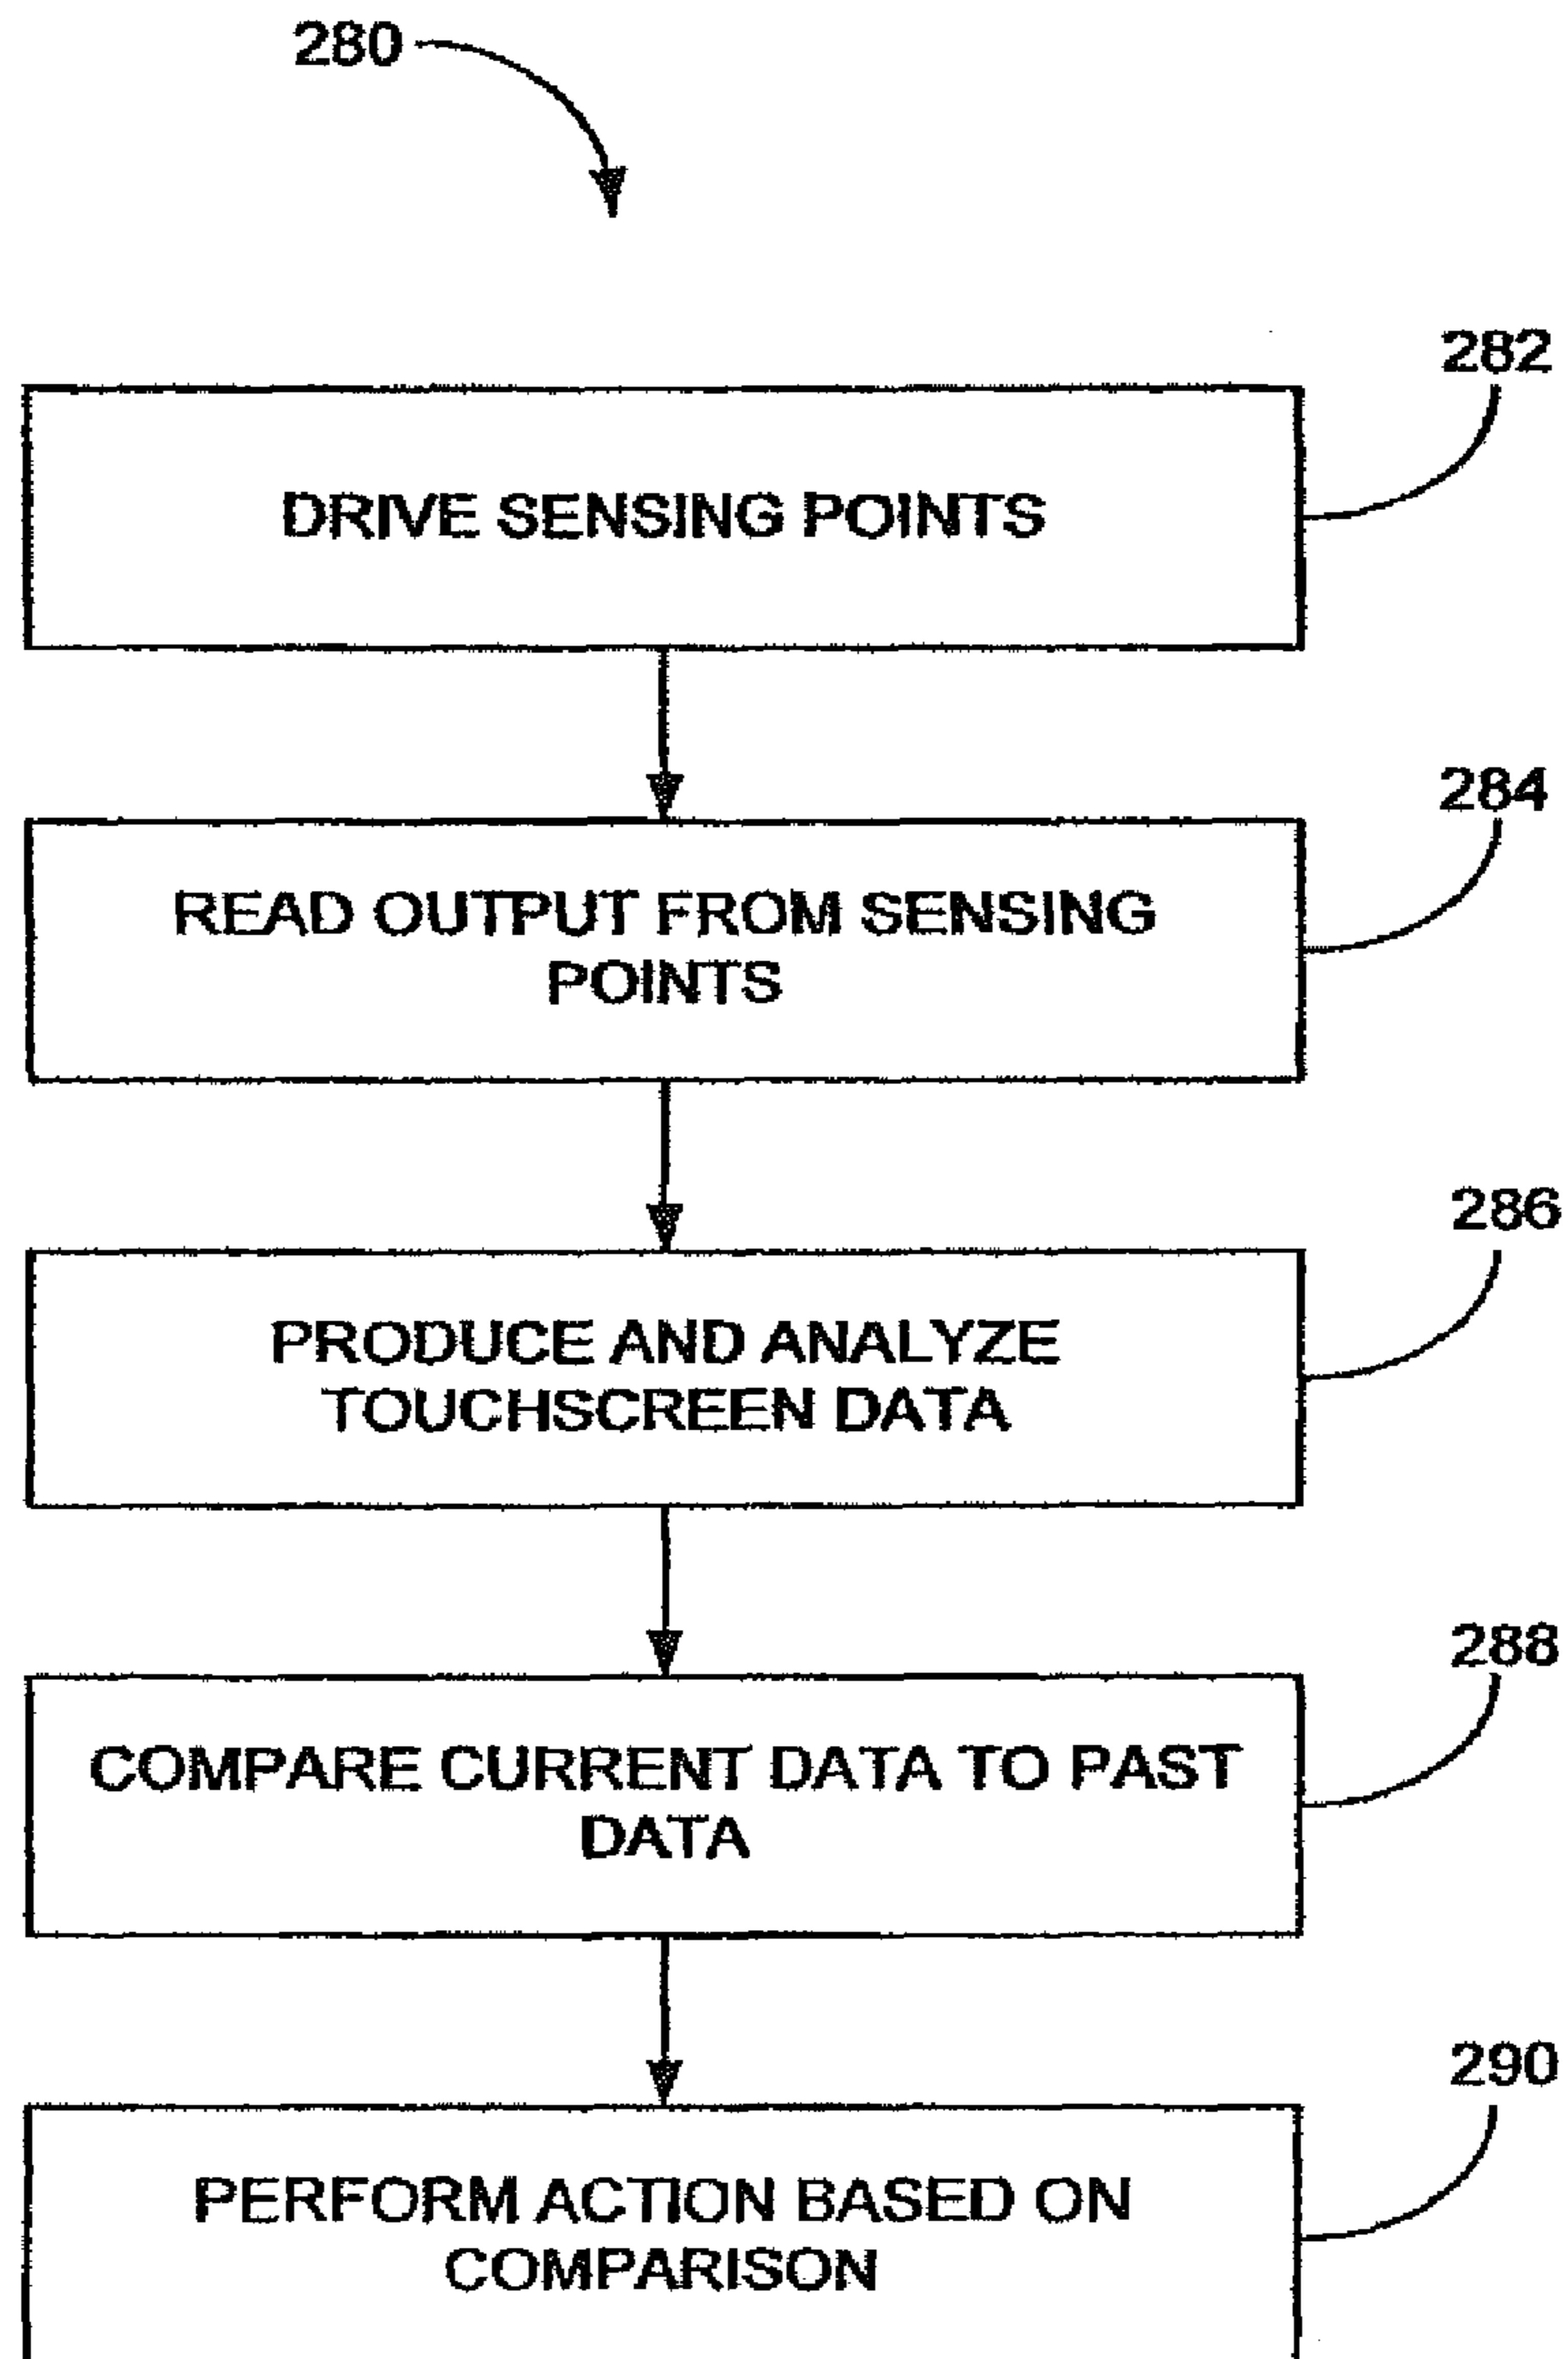 280
282
DRIVE SENSING POINTS
284
READ OUTPUT FROM SENSING
POINTS
286
PRODUCE AND ANALYZE
TOUCHSCREEN DATA
288
COMPARE CURRENT DATA TO PAST
DATA
290
PERFORM ACTION BASED ON
COMPARISON